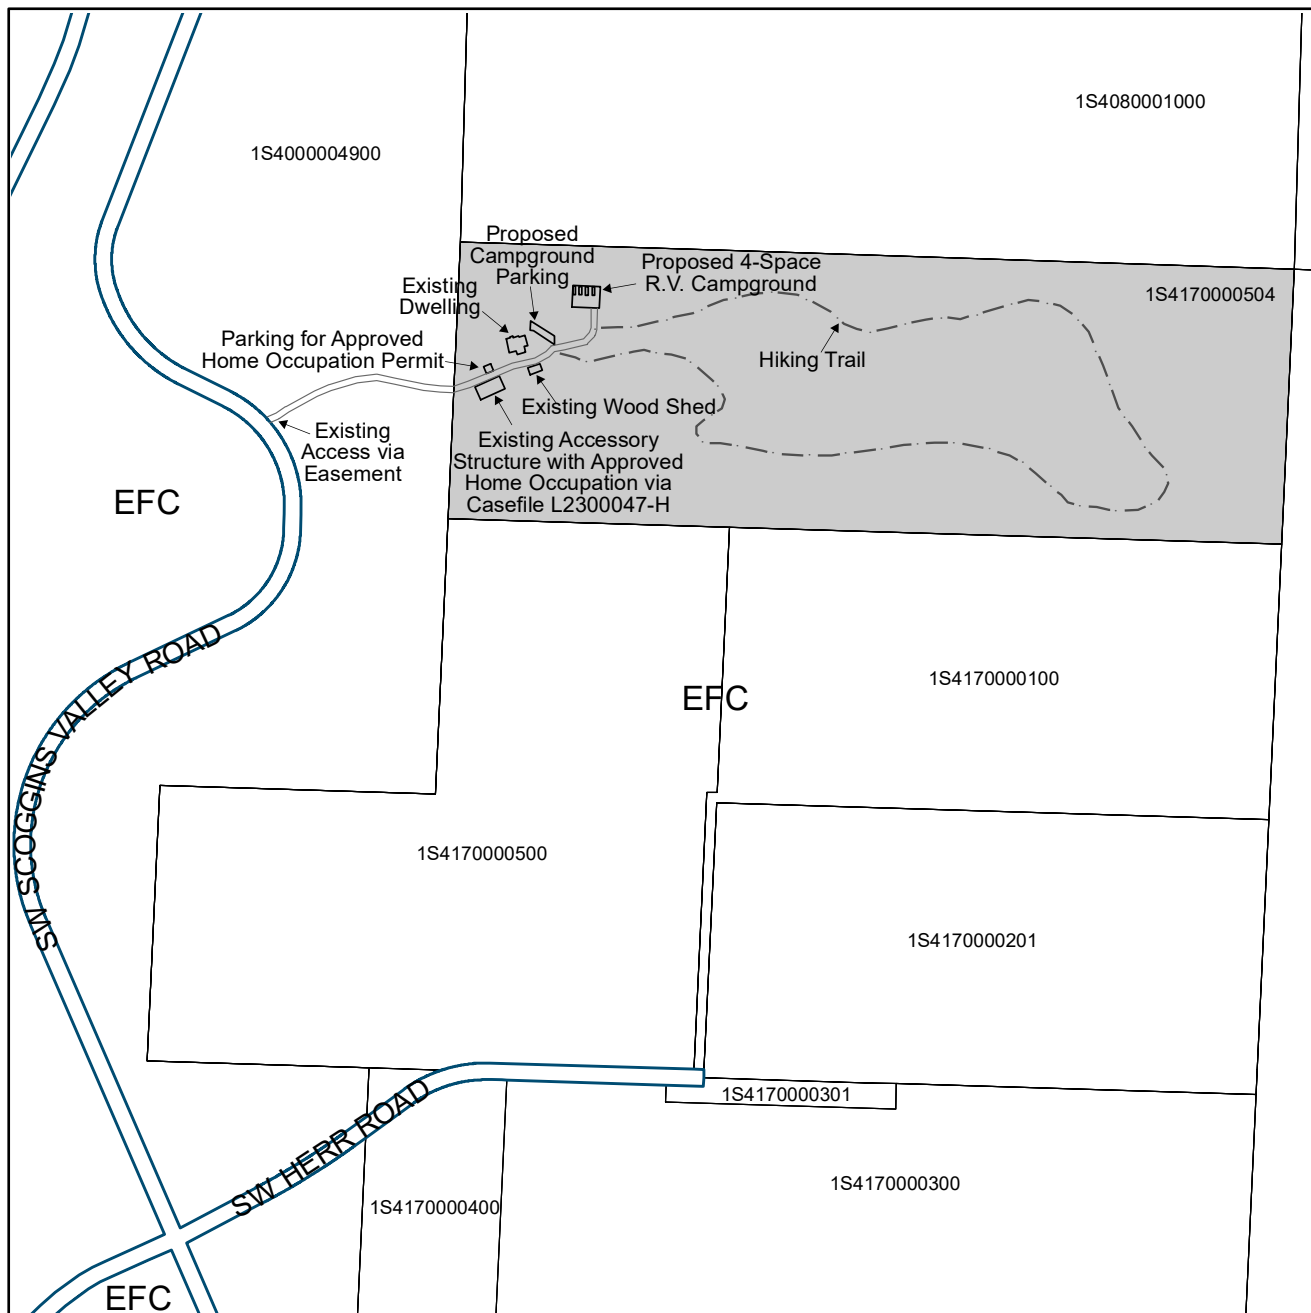 1S4080001000
1S4000004900
Proposed
Campground
Parking
Proposed 4-Space
R.V. Campground
1S4170000504
Existing
Dwelling
Parking for Approved
Home Occupation Permit
Hiking Trail
Existing Wood Shed
Existing
Access via
Easement
Existing Accessory
Structure with Approved
Home Occupation via
Casefile L2300047-H
EFC
SW SCOGGINS VALLEY ROAD
EFC
1S4170000100
1S4170000500
1S4170000201
1S4170000301
SW HERR ROAD
1S4170000300
1S4170000400
EFC